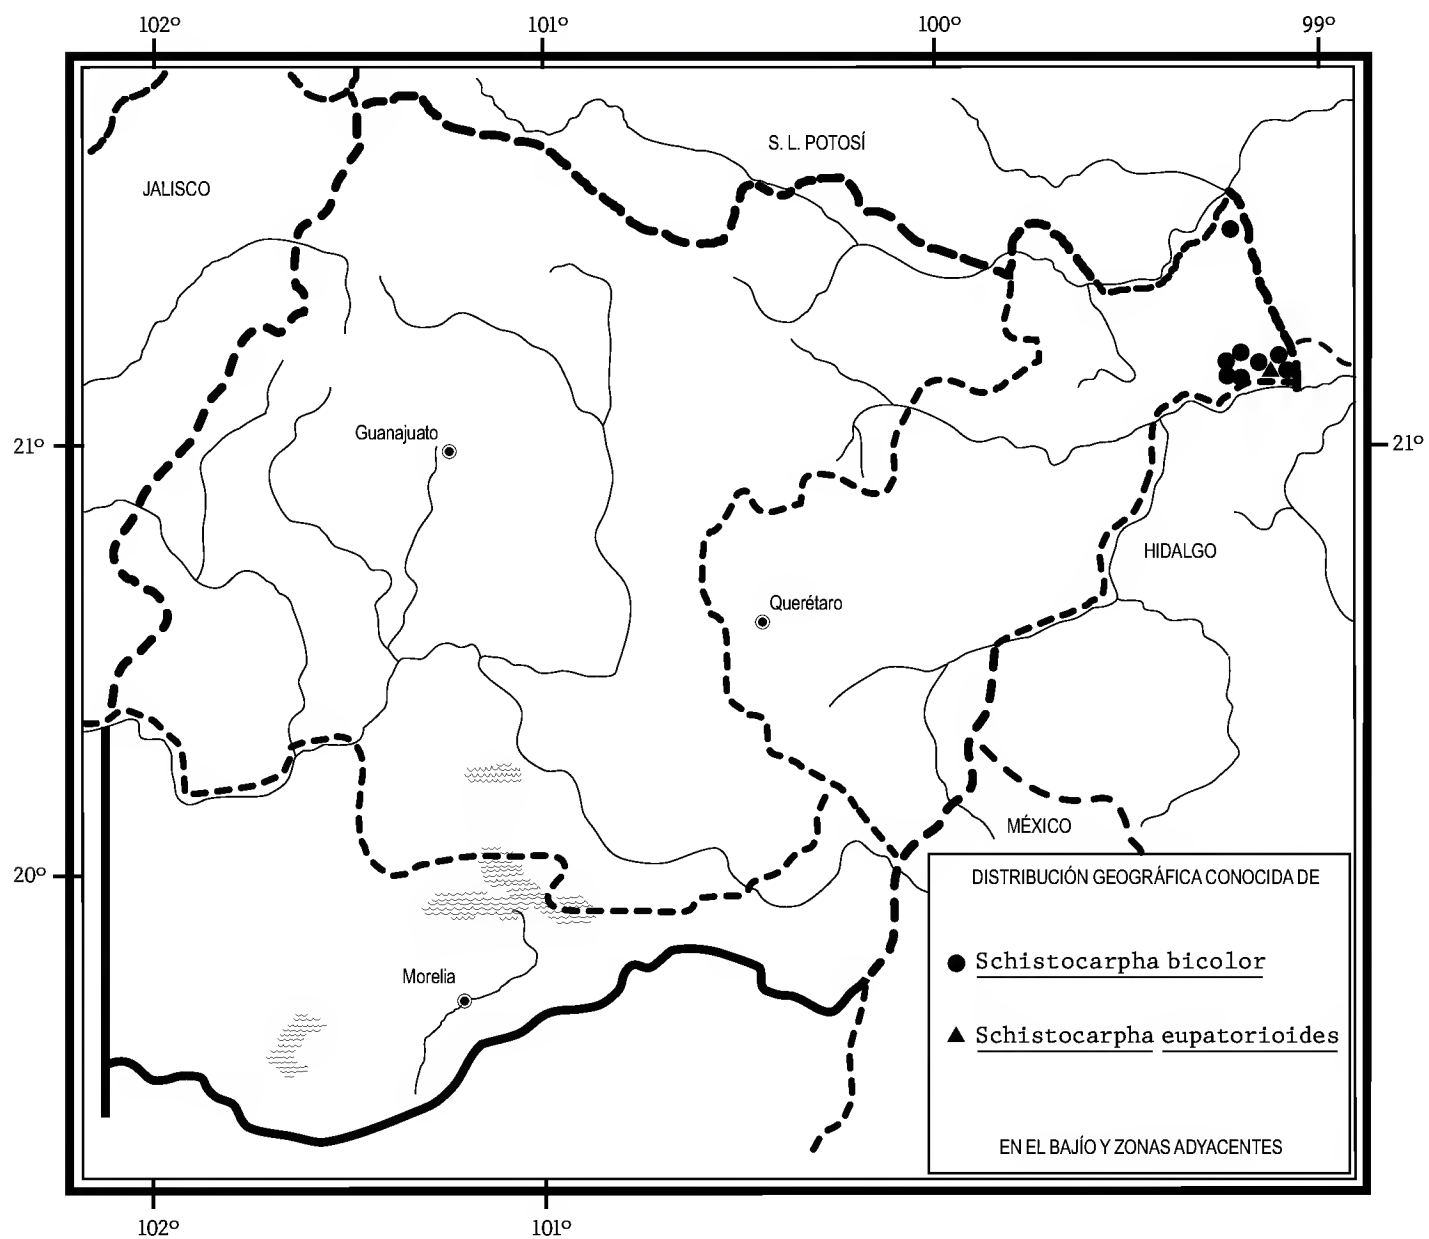 102º 101º 100º 99º
S. L. POTOSÍ
JALISCO
Guanajuato
21º 21º
HIDALGO
Querétaro
MÉXICO
20º
DISTRIBUCIÓN GEOGRÁFICA CONOCIDA DE
Schistocarpha bicolor
Morelia
Schistocarpha eupatorioides
EN EL BAJÍO Y ZONAS ADYACENTES
102º 101º